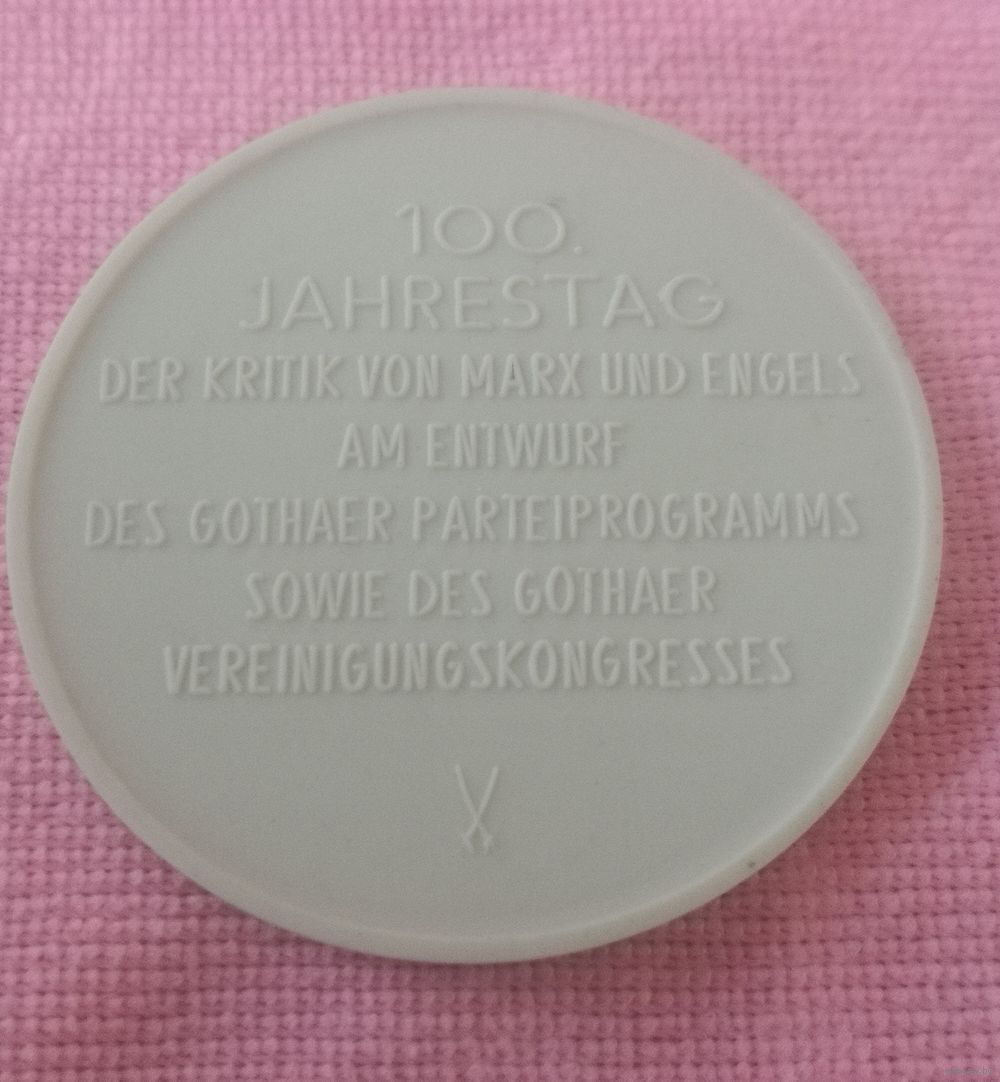 100.
JAHRESTAG
DER KRITIK VON MARX UND ENGELS
AM ENTWURF
DES GOTHAER PARTEIPROGRAMMS
SOWIE DES GOTHAER
VEREINIGUNGSKONGRESSES